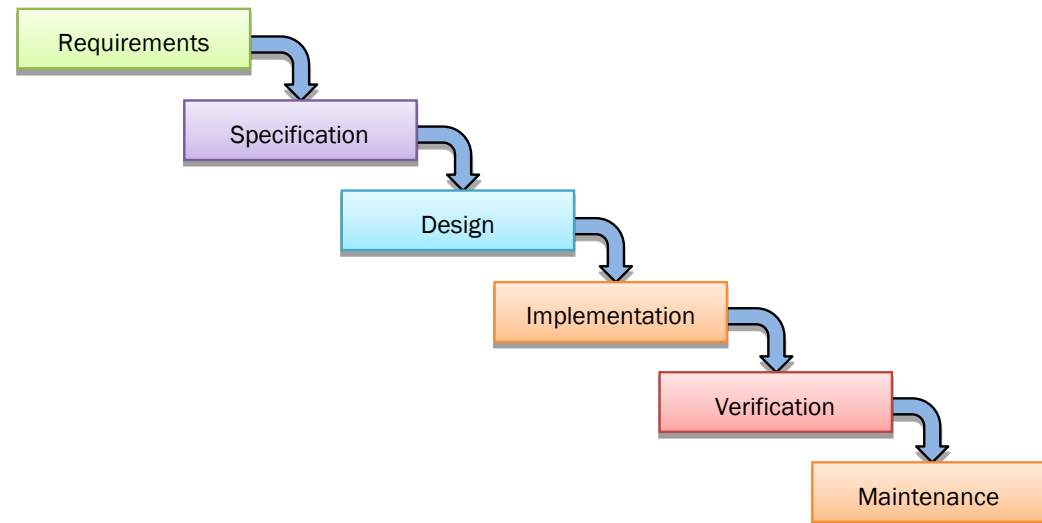 Requirements
Specification
Design
Implementation
Verification
Maintenance